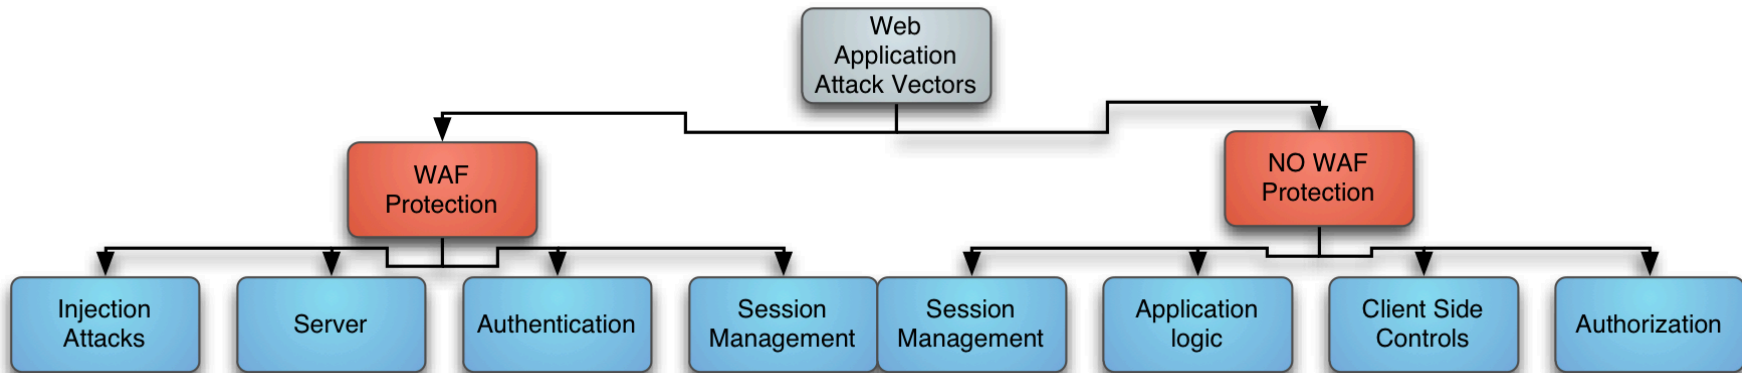 Web
Application
Attack Vectors
WAF
Protection
NO WAF
Protection
Injection
Attacks
Server
Authentication
Session
Management
Session
Management
Application
logic
Client Side
Controls
Authorization